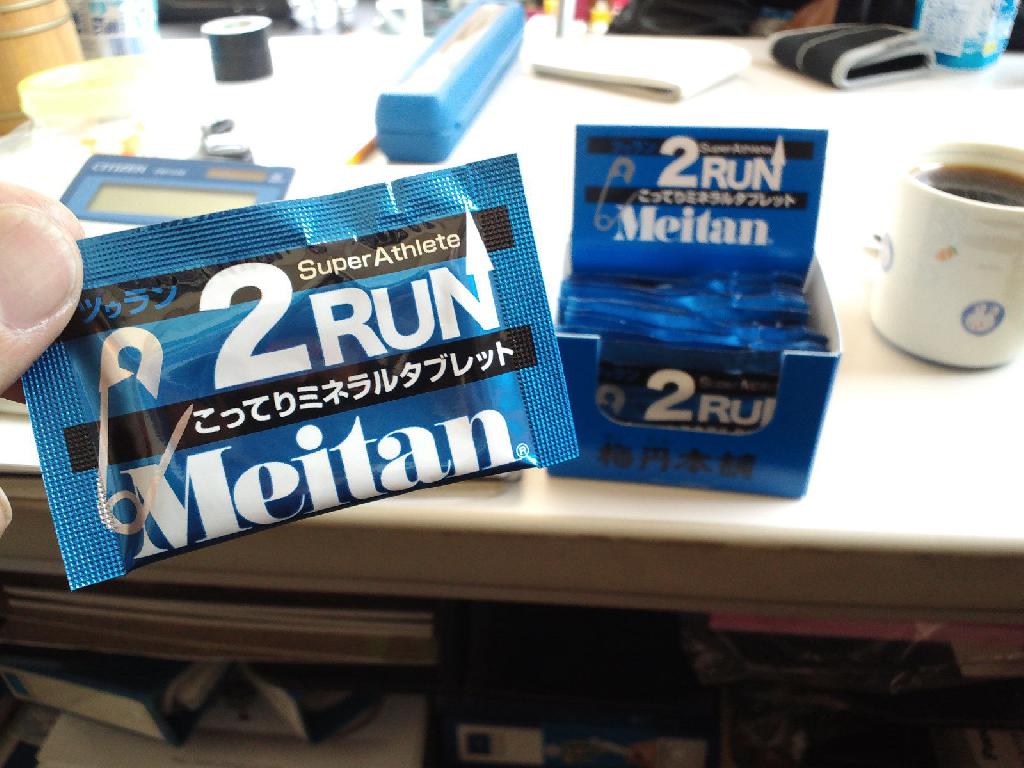 CITIZEN
SuperAthlete
ツゥラン
2RUN
こってりミネラルタブレット
Meitan®
ツゥラン
SuperAthlete
2RUN
こってりミネラルタブレット
Meitan
2RU
梅丹本舗